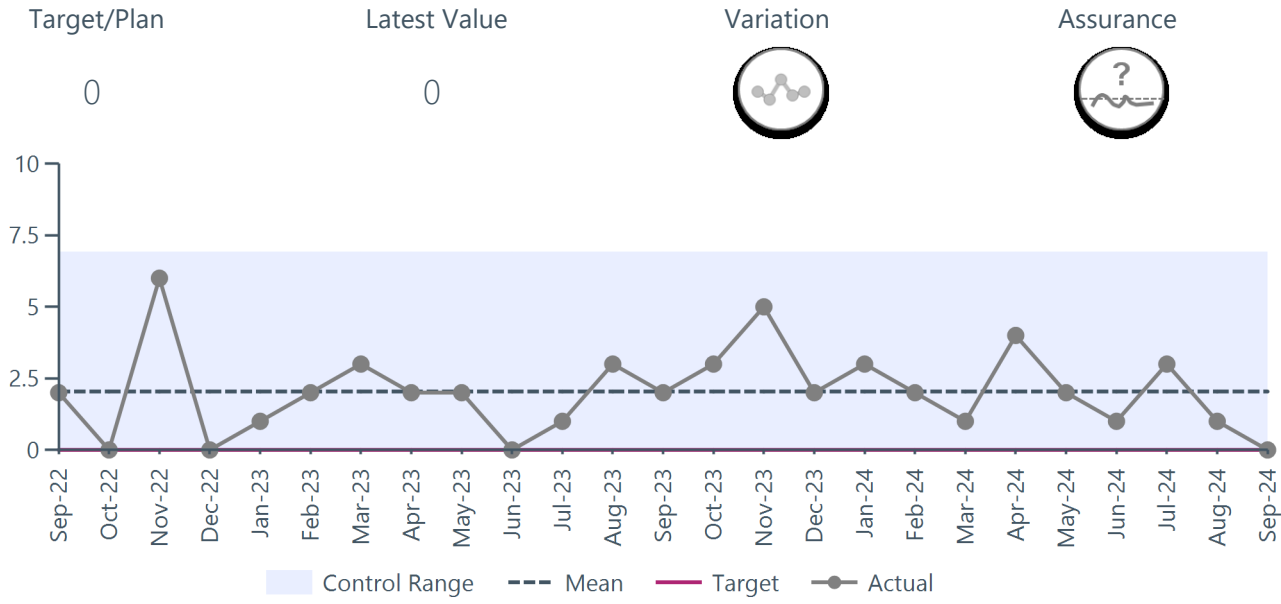 Target/Plan Latest Value Variation Assurance
0 0 ?
10
7.5
5
2.5
0
Sep-22 Oct-22 Nov-22 Dec-22 Jan-23 Feb-23 Mar-23 Apr-23 May-23 Jun-23 Jul-23 Aug-23 Sep-23 Oct-23 Nov-23 Dec-23 Jan-24 Feb-24 Mar-24 Apr-24 May-24 Jun-24 Jul-24 Aug-24 Sep-24
Control Range Mean Target Actual